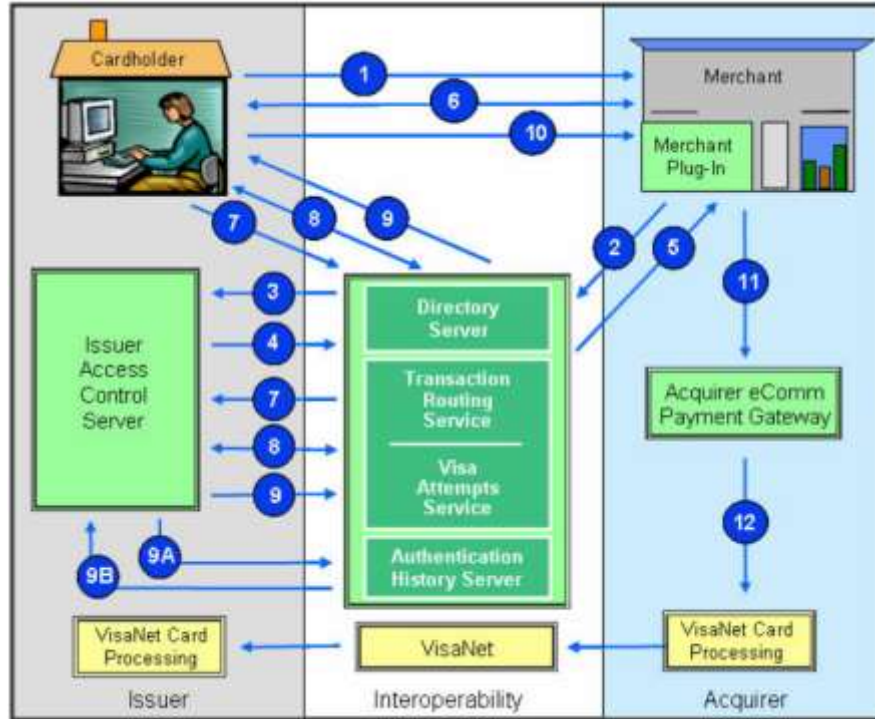 Cardholder
1
Merchant
6
10
Merchant
Plug-In
7
8
9
2
5
11
3
4
7
8
9
Issuer
Access
Control
Server
Directory
Server
Transaction
Routing
Service
Visa
Attempts
Service
Authentication
History Server
Acquirer eComm
Payment Gateway
12
9A
9B
VisaNet Card
Processing
VisaNet
VisaNet Card
Processing
Issuer
Interoperability
Acquirer